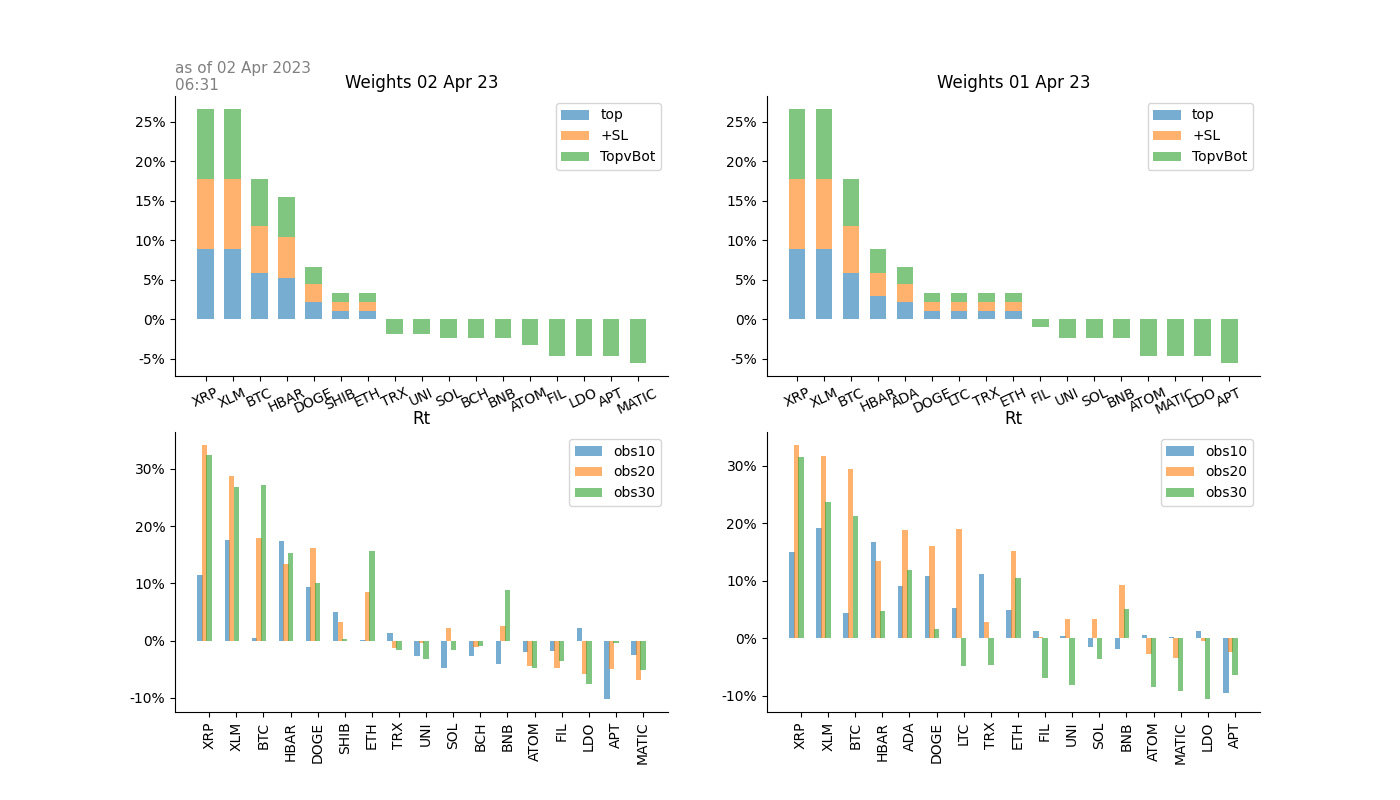 as of 02 Apr 2023
06:31
Weights 02 Apr 23
25%
20%
15%
10%
5%
0%
-5%
top
+SL
TopvBot
XRP XLM BTC HBAR DOGE SHIB ETH TRX UNI SOL BCH BNB ATOM FIL LDO APT MATIC
Weights 01 Apr 23
25%
20%
15%
10%
5%
0%
-5%
top
+SL
TopvBot
XRP XLM BTC HBAR ADA DOGE LTC TRX ETH FIL UNI SOL BNB ATOM MATIC LDO APT
Rt
30%
20%
10%
0%
-10%
obs10
obs20
obs30
XRP XLM BTC HBAR DOGE SHIB ETH TRX UNI SOL BCH BNB ATOM FIL LDO APT MATIC
Rt
30%
20%
10%
0%
-10%
obs10
obs20
obs30
XRP XLM BTC HBAR ADA DOGE LTC TRX ETH FIL UNI SOL BNB ATOM MATIC LDO APT